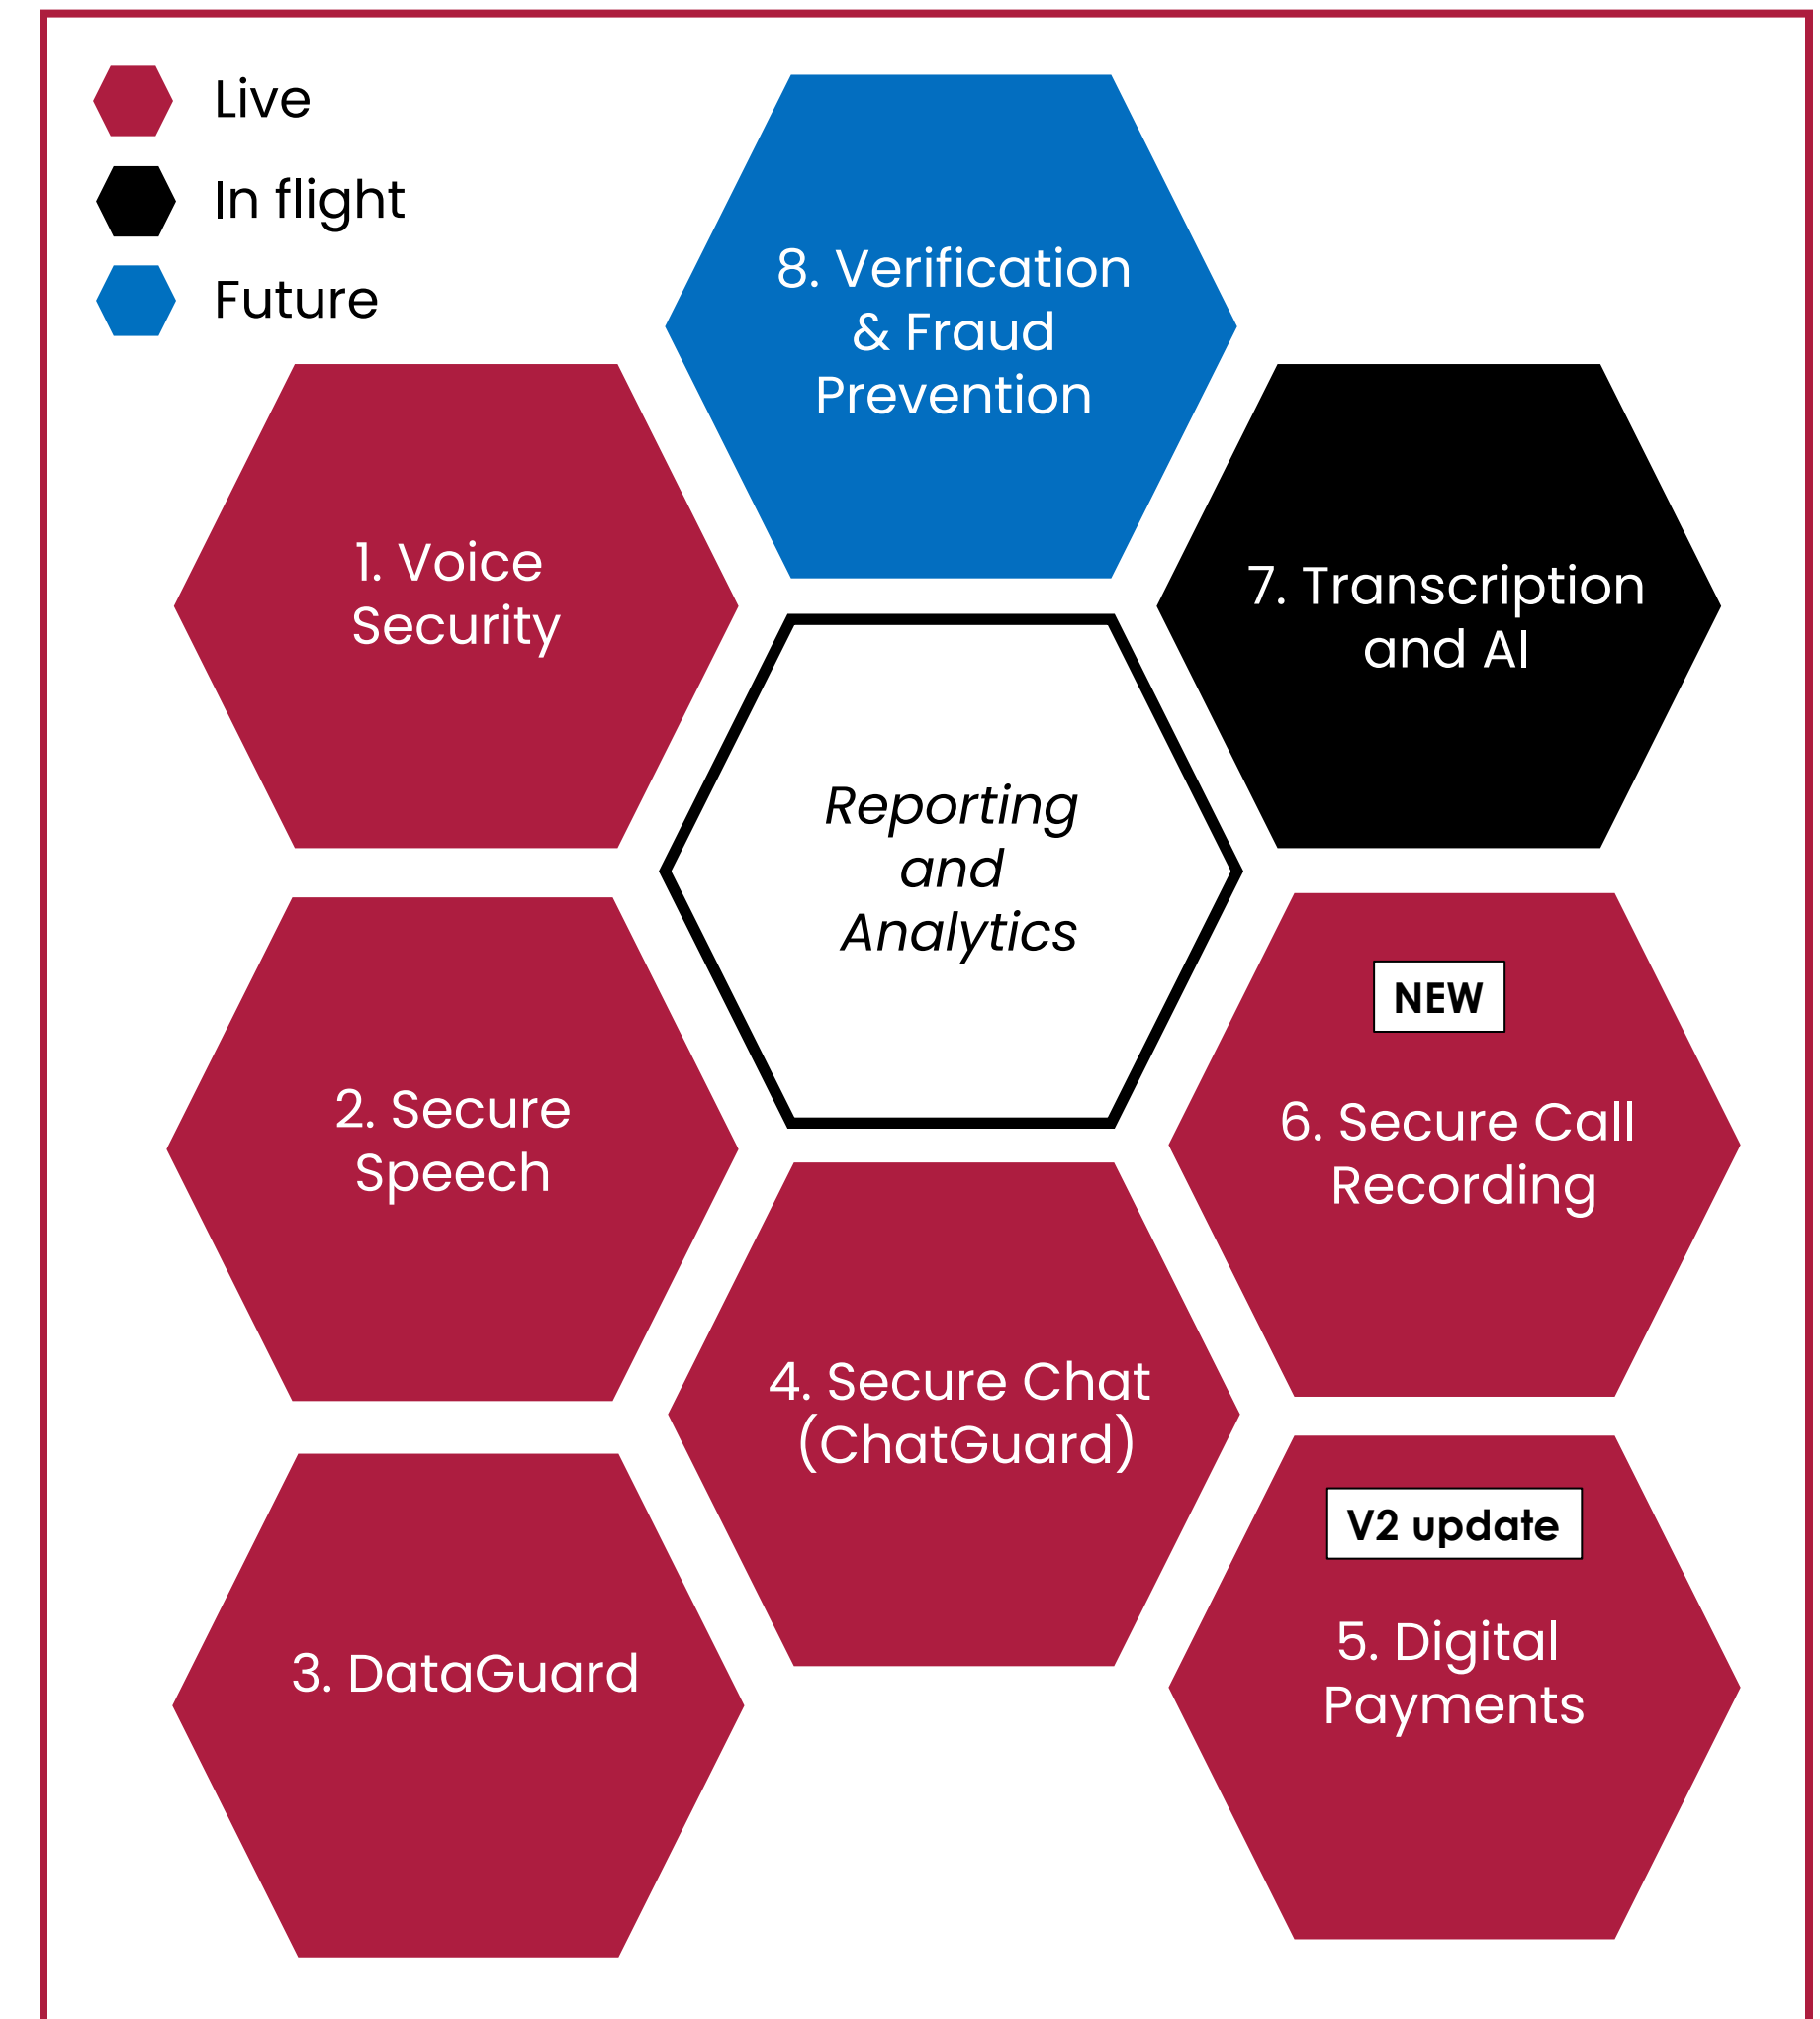 Live
In flight
Future
8. Verification
& Fraud
Prevention
1. Voice
Security
7. Transcription
and AI
Reporting
and
Analytics
2. Secure
Speech
NEW
6. Secure Call
Recording
4. Secure Chat
(ChatGuard)
3. DataGuard
V2 update
5. Digital
Payments